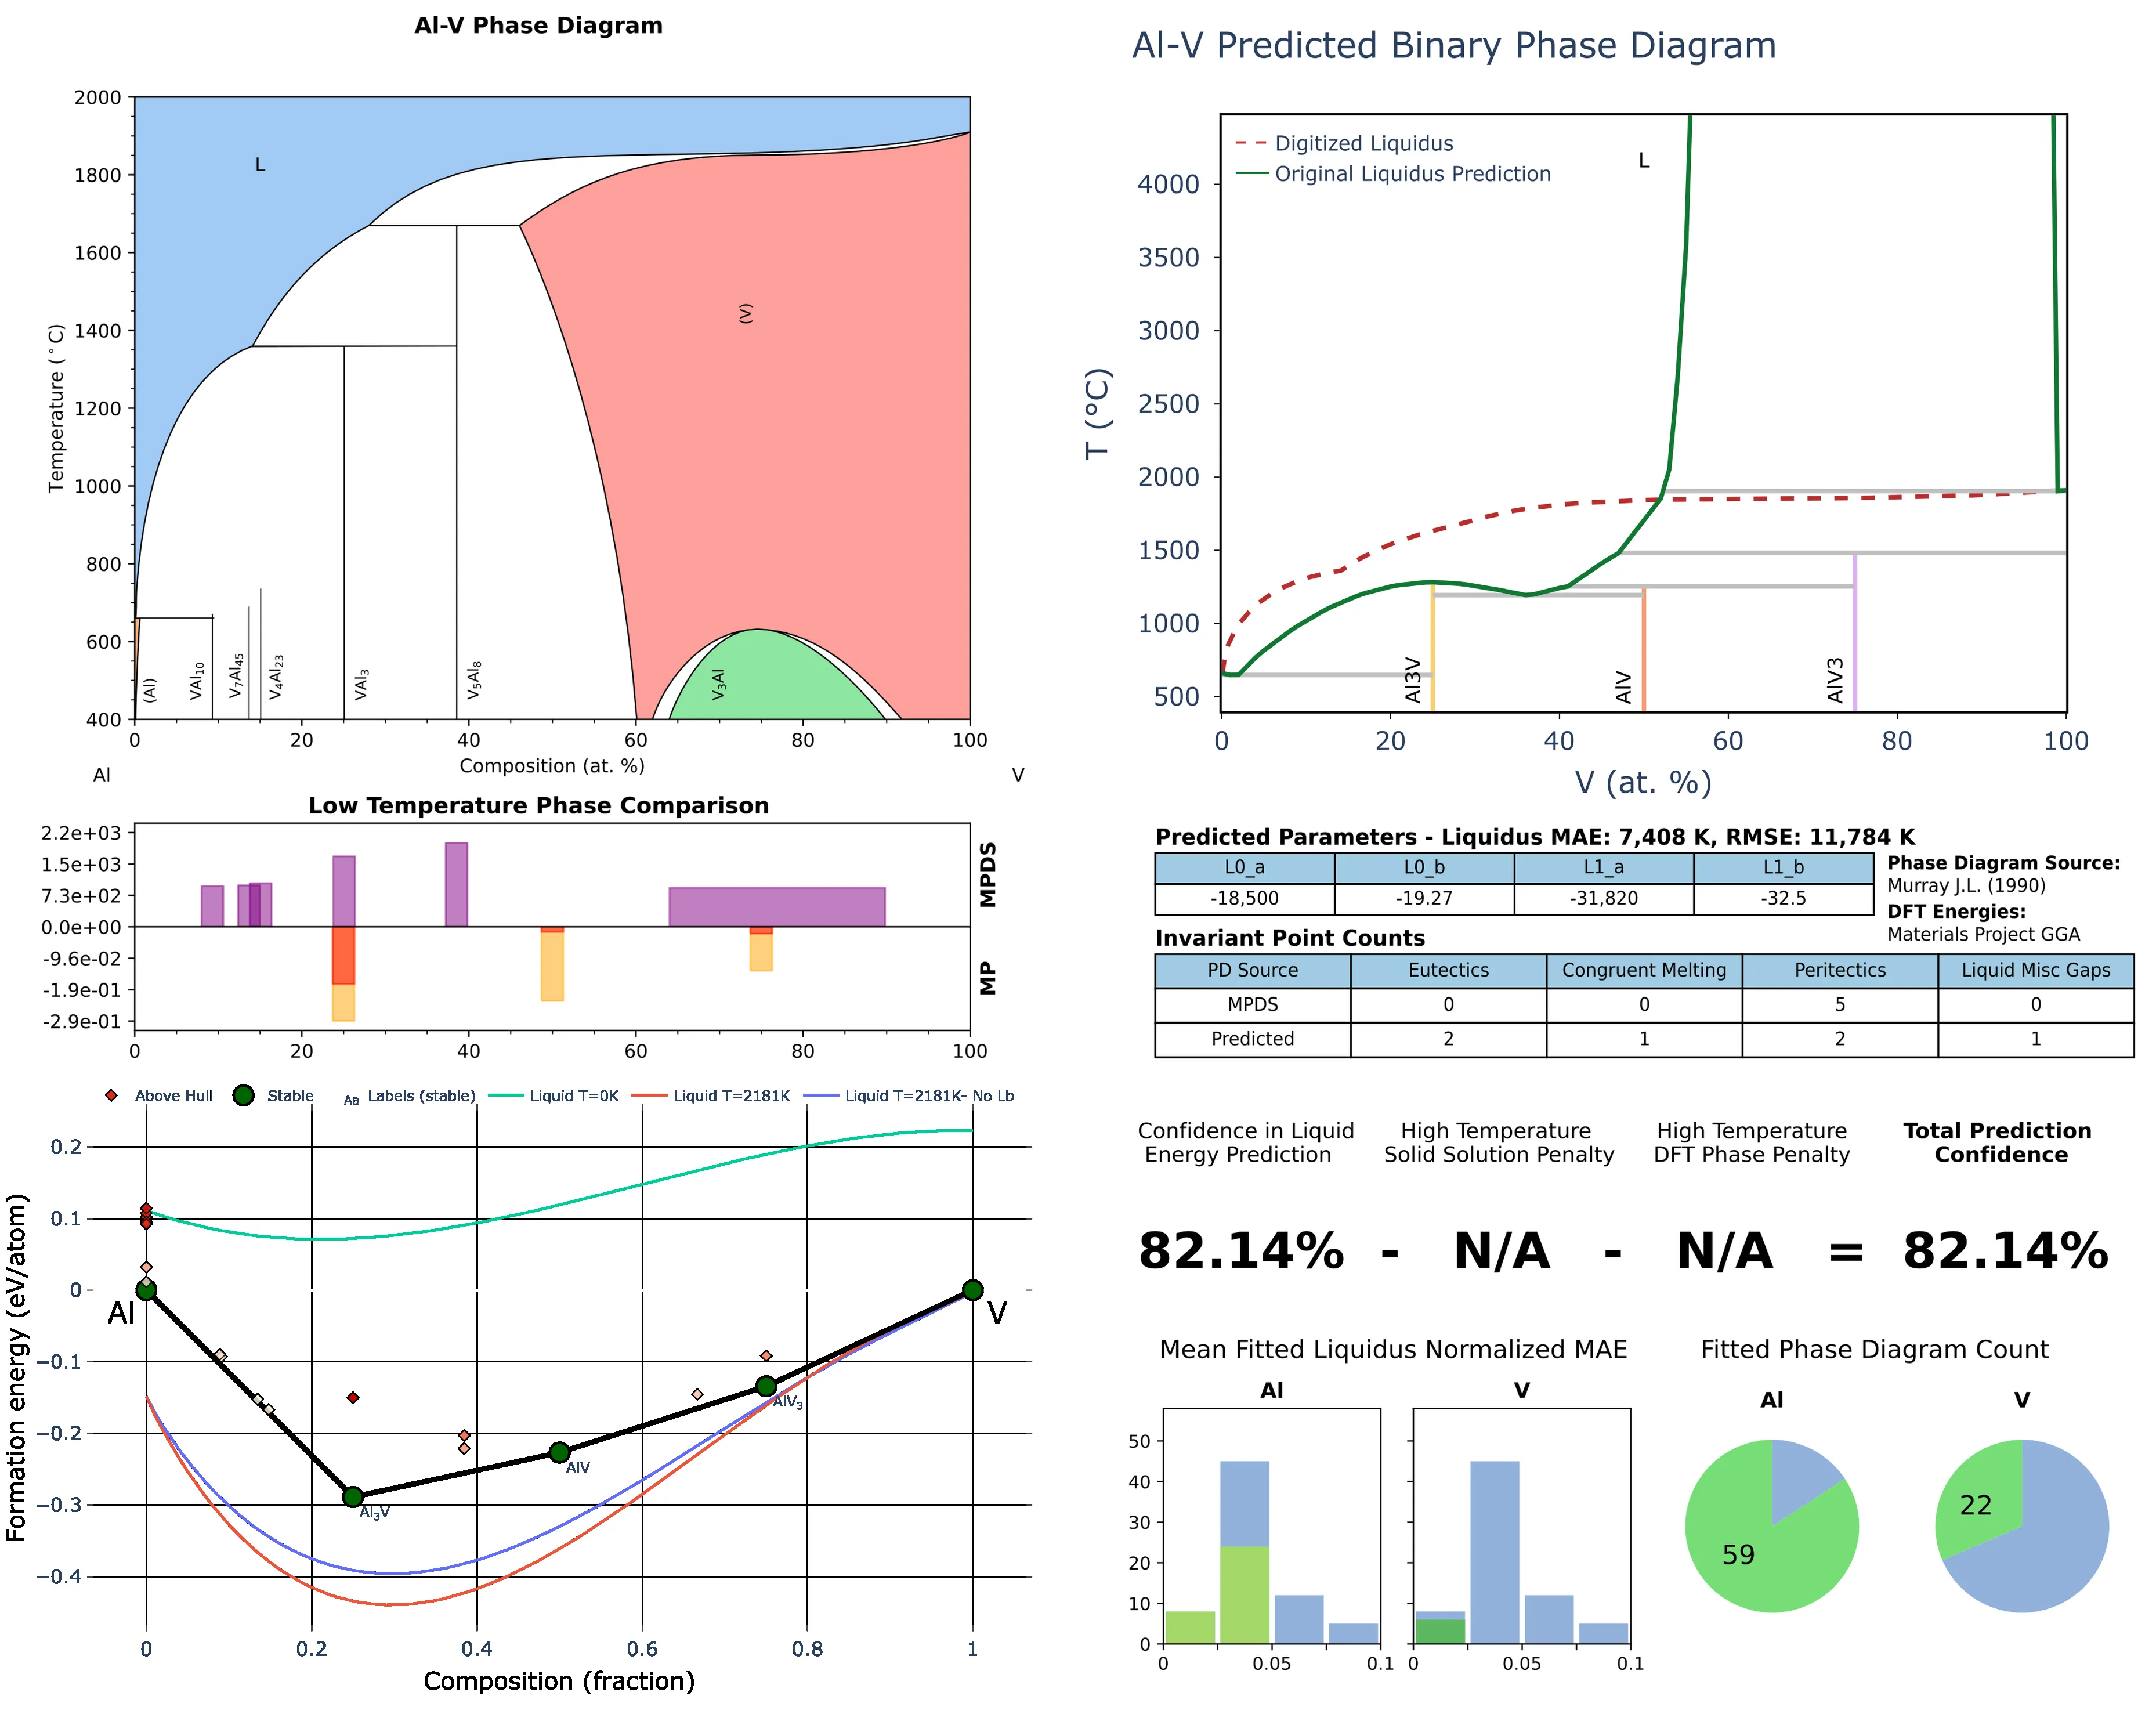 Al-V Phase Diagram
2000
1800
1600
1400
1200
1000
800
600
400
Temperature (°C)
L
(V)
(Al)
VAl₁₀
V₇Al₄₅
V₄Al₂₃
VAl₃
V₅Al₈
V₃Al
0 20 40 60 80 100
Al Composition (at. %) V
Low Temperature Phase Comparison
2.2e+03
1.5e+03
7.3e+02
0.0e+00
-9.6e-02
-1.9e-01
-2.9e-01
MPDS
MP
0 20 40 60 80 100
Above Hull Stable Aa Labels (stable) Liquid T=0K Liquid T=2181K Liquid T=2181K- No Lb
0.2
0.1
0
−0.1
−0.2
−0.3
−0.4
Formation energy (eV/atom)
Al
V
Al₃V
AlV
AlV₃
0 0.2 0.4 0.6 0.8 1
Composition (fraction)
Al-V Predicted Binary Phase Diagram
Digitized Liquidus
Original Liquidus Prediction
L
4000
3500
3000
2500
2000
1500
1000
500
T (°C)
Al3V
AlV
AlV3
0 20 40 60 80 100
V (at. %)
Predicted Parameters - Liquidus MAE: 7,408 K, RMSE: 11,784 K
L0_a L0_b L1_a L1_b
-18,500 -19.27 -31,820 -32.5
Phase Diagram Source:
Murray J.L. (1990)
DFT Energies:
Materials Project GGA
Invariant Point Counts
PD Source Eutectics Congruent Melting Peritectics Liquid Misc Gaps
MPDS 0 0 5 0
Predicted 2 1 2 1
Confidence in Liquid
Energy Prediction
High Temperature
Solid Solution Penalty
High Temperature
DFT Phase Penalty
Total Prediction
Confidence
82.14% - N/A - N/A = 82.14%
Mean Fitted Liquidus Normalized MAE
Al
V
50
40
30
20
10
0
0 0.05 0.1
0 0.05 0.1
Fitted Phase Diagram Count
Al
V
59
22